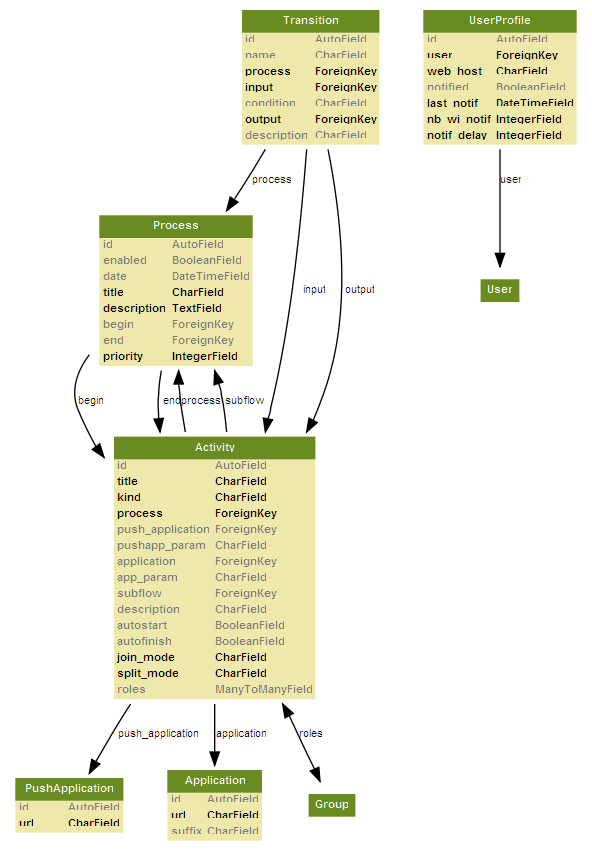 Transition
id AutoField
name CharField
process ForeignKey
input ForeignKey
condition CharField
output ForeignKey
description CharField
UserProfile
id AutoField
user ForeignKey
web_host CharField
notified BooleanField
last_notif DateTimeField
nb_wi_notif IntegerField
notif_delay IntegerField
process
user
Process
id AutoField
enabled BooleanField
date DateTimeField
title CharField
description TextField
begin ForeignKey
end ForeignKey
priority IntegerField
input
output
User
begin
end
process
subflow
Activity
id AutoField
title CharField
kind CharField
process ForeignKey
push_application ForeignKey
pushapp_param CharField
application ForeignKey
app_param CharField
subflow ForeignKey
description CharField
autostart BooleanField
autofinish BooleanField
join_mode CharField
split_mode CharField
roles ManyToManyField
push_application
application
roles
PushApplication
id AutoField
url CharField
Application
id AutoField
url CharField
suffix CharField
Group